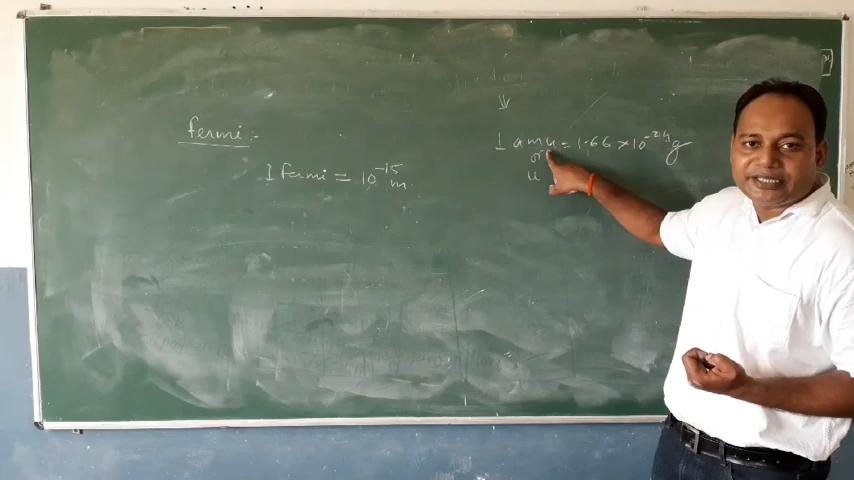 fermi:-
1 fermi = 10⁻¹⁵ m.
1 amu = 1.66 × 10⁻²⁴ g
or
u